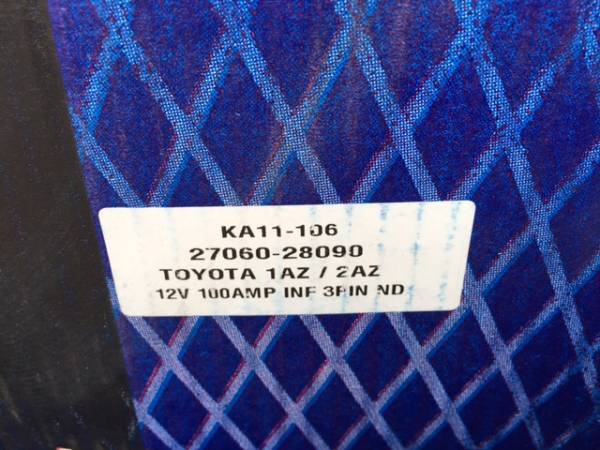 KA11-106
27060-28090
TOYOTA 1AZ / 2AZ
12V 100AMP INF 3PIN ND